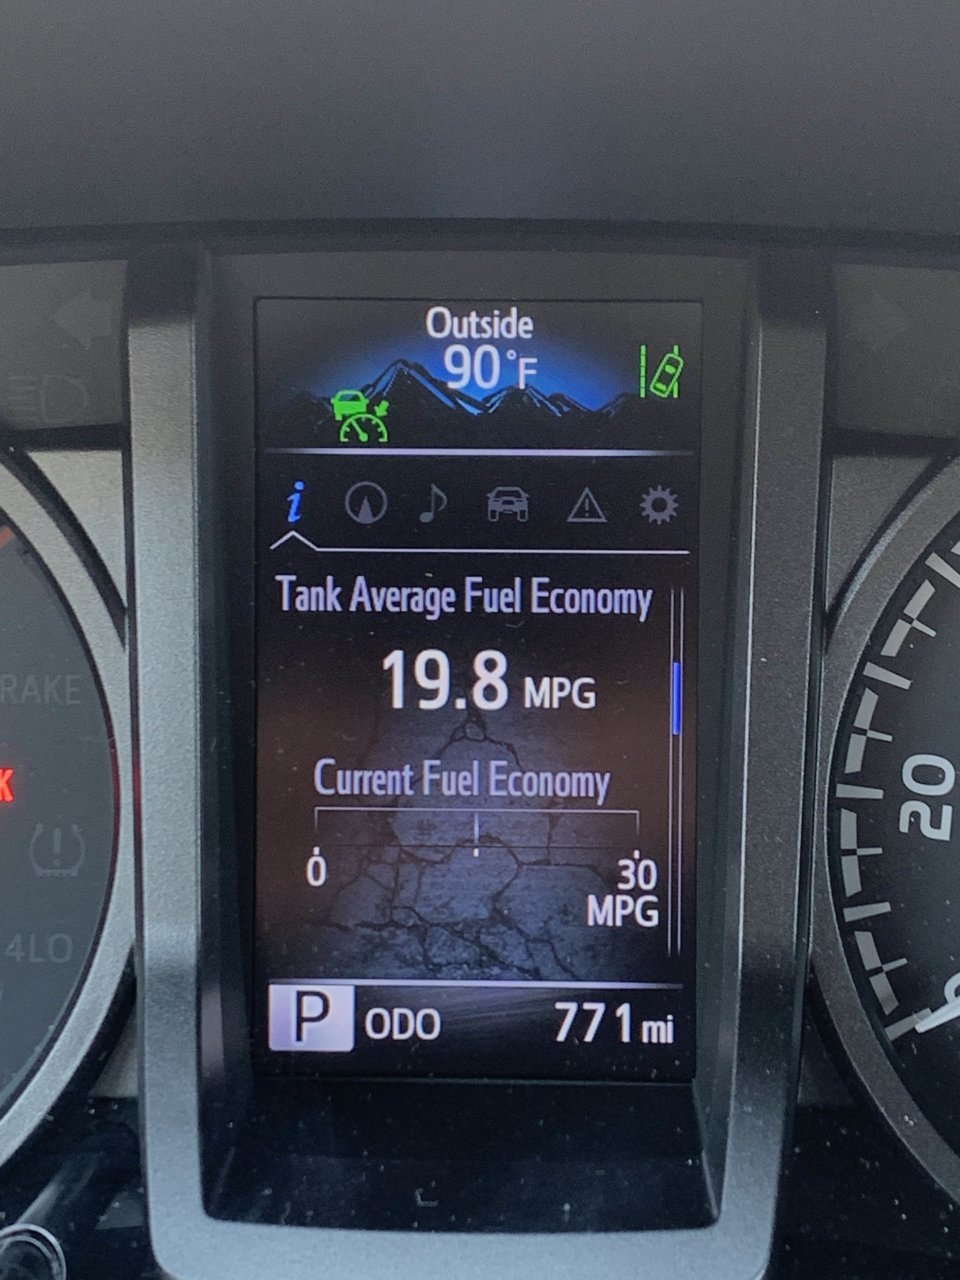 Outside
90°F
i
Tank Average Fuel Economy
19.8 MPG
Current Fuel Economy
0 30
MPG
P ODO 771 mi
RAKE
K
4LO
20